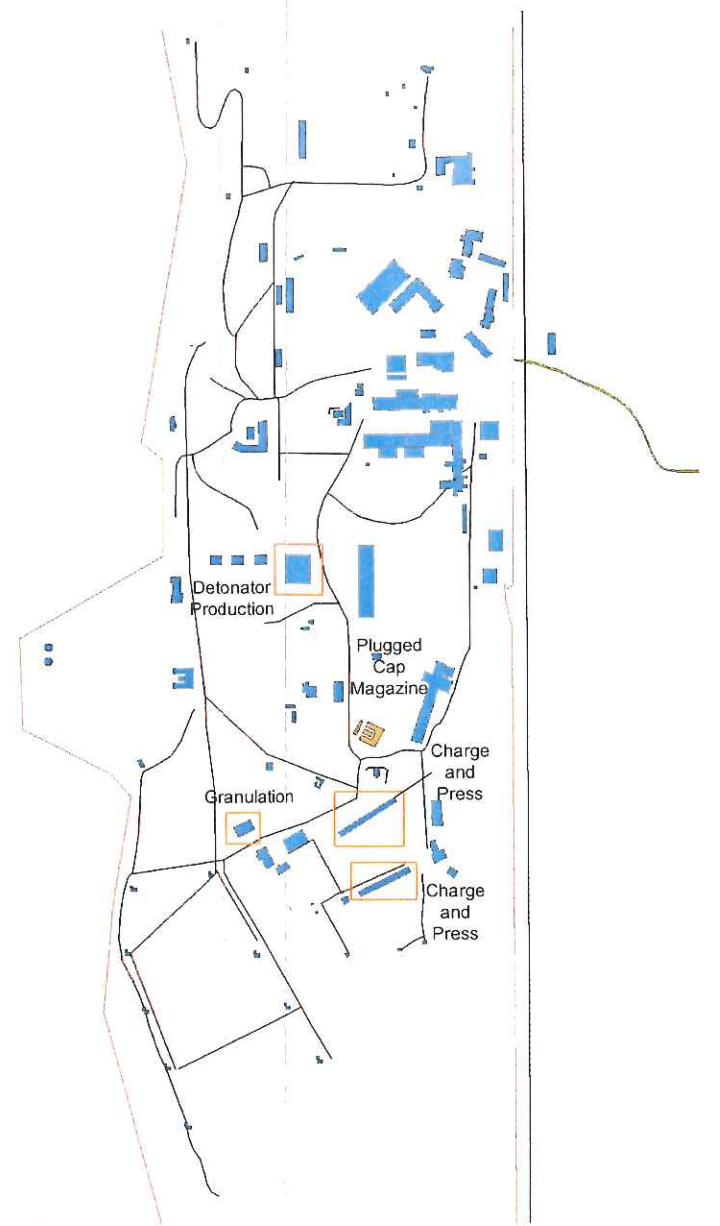 Detonator
Production
Plugged
Cap
Magazine
Charge
and
Press
Granulation
Charge
and
Press